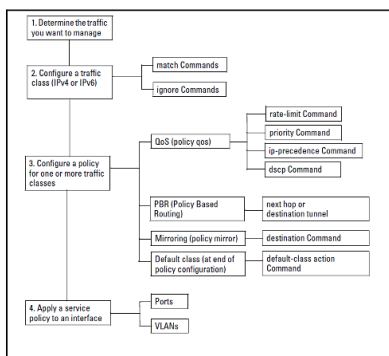 1. Determine the traffic
you want to manage
2. Configure a traffic
class (IPv4 or IPv6)
match Commands
ignore Commands
3. Configure a policy
for one or more traffic
classes
QoS (policy qos)
rate-limit Command
priority Command
ip-precedence Command
dscp Command
PBR (Policy Based
Routing)
next hop or
destination tunnel
Mirroring (policy mirror)
destination Command
Default class (at end of
policy configuration)
default-class action
Command
4. Apply a service
policy to an interface
Ports
VLANs